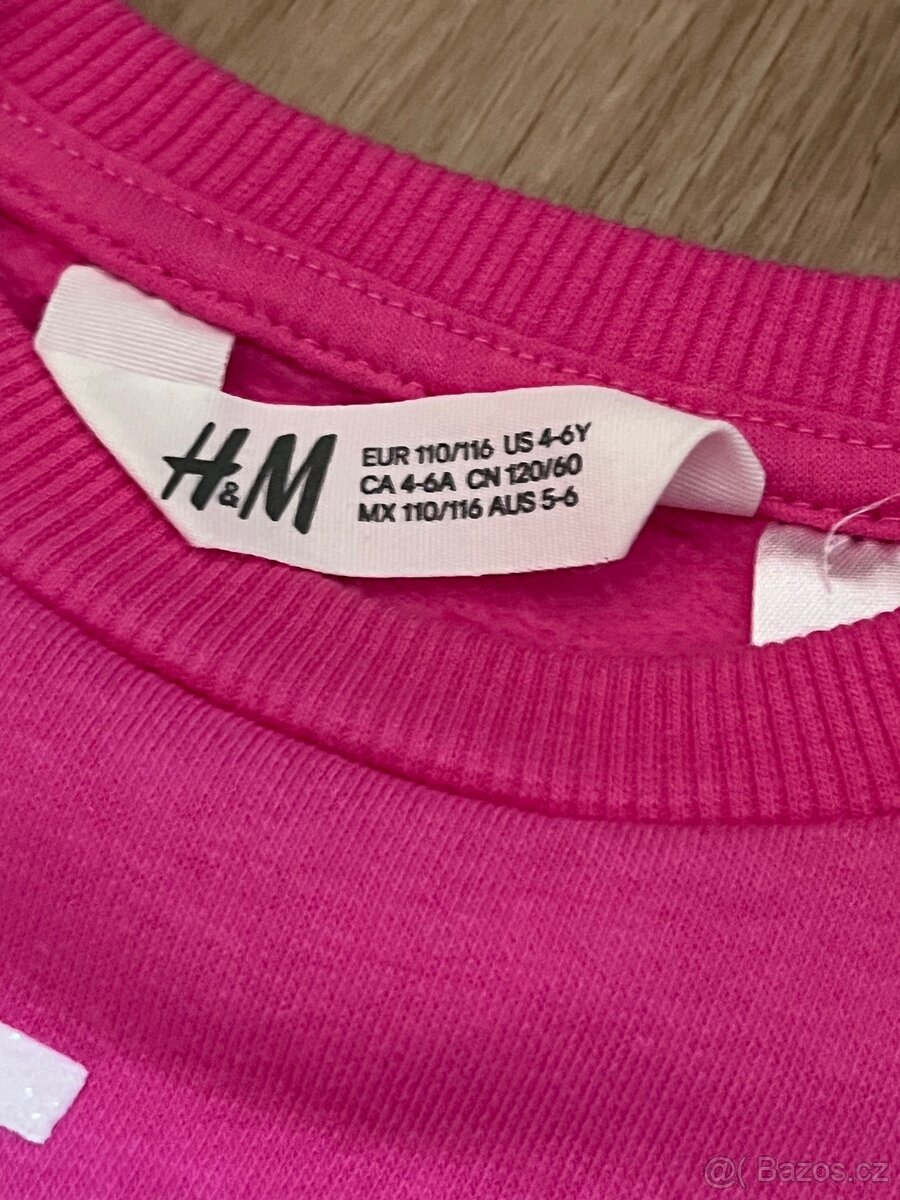 H&M
EUR 110/116 US 4-6Y
CA 4-6A CN 120/60
MX 110/116 AUS 5-6
@( Bazos.cz